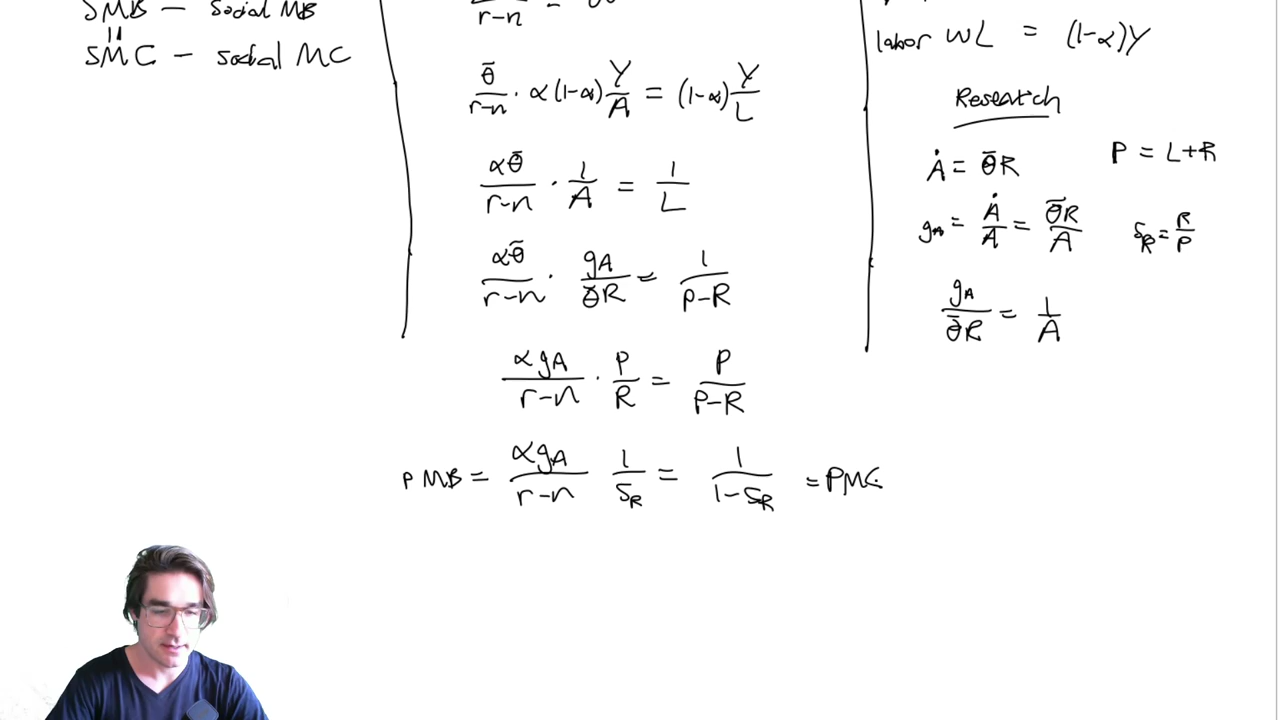 SMB — Social MB
||
SMC — social MC
r-n =
θ̄/(r-n) · α(1-α) Y/A = (1-α) Y/L
αθ̄/(r-n) · 1/A = 1/L
αθ̄/(r-n) · gA/(θ̄R) = 1/(P-R)
αgA/(r-n) · P/R = P/(P-R)
PMB = αgA/(r-n) 1/SR = 1/(1-SR) = PMC
labor wL = (1-α)Y
Research
Ȧ = θ̄R P = L+R
gA = Ȧ/A = θ̄R/A SR = R/P
gA/(θ̄R) = 1/A